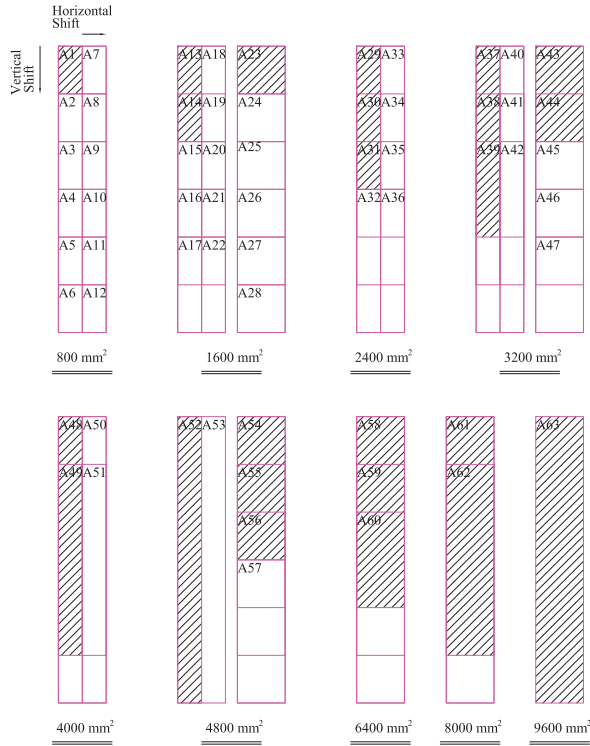 Horizontal
Shift
Vertical
Shift
A1 A7
A2 A8
A3 A9
A4 A10
A5 A11
A6 A12
800 mm²
A13 A18 A23
A14 A19 A24
A15 A20 A25
A16 A21 A26
A17 A22 A27
A28
1600 mm²
A29 A33
A30 A34
A31 A35
A32 A36
2400 mm²
A37 A40 A43
A38 A41 A44
A39 A42 A45
A46
A47
3200 mm²
A48 A50
A49 A51
4000 mm²
A52 A53 A54
A55
A56
A57
4800 mm²
A58
A59
A60
6400 mm²
A61
A62
8000 mm²
A63
9600 mm²